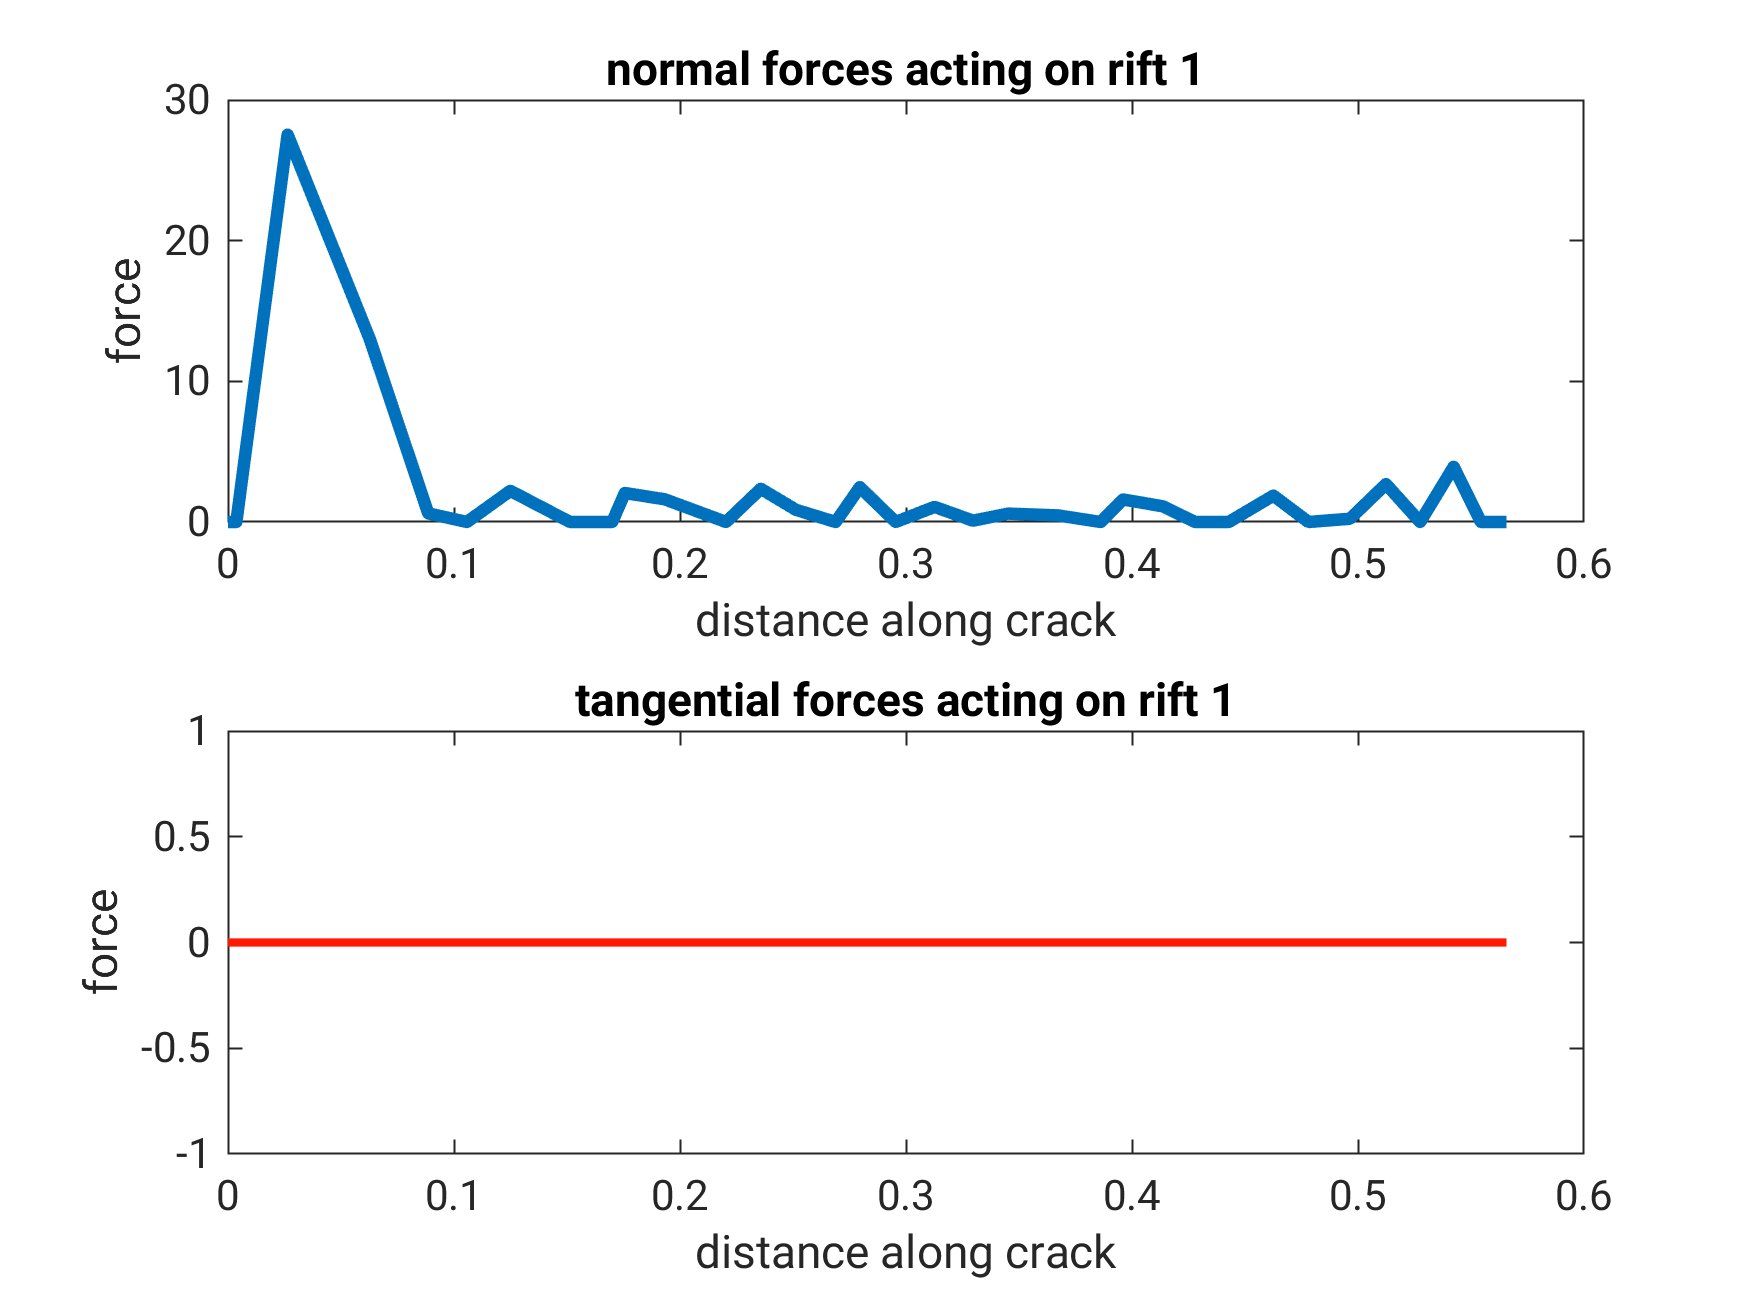 normal forces acting on rift 1
30
20
10
0
force
0 0.1 0.2 0.3 0.4 0.5 0.6
distance along crack
tangential forces acting on rift 1
1
0.5
0
-0.5
-1
force
0 0.1 0.2 0.3 0.4 0.5 0.6
distance along crack